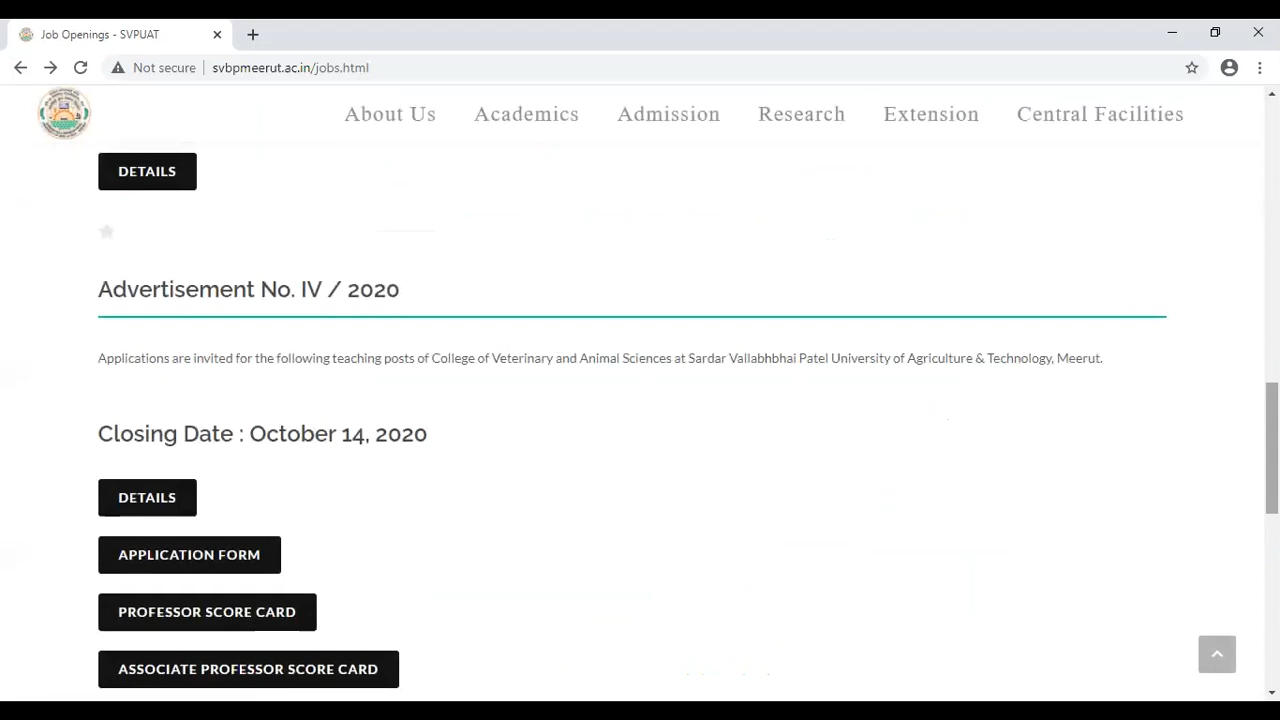 Job Openings - SVPUAT
Not secure
svbpmeerut.ac.in/jobs.html
About Us Academics Admission Research Extension Central Facilities
DETAILS
Advertisement No. IV / 2020
Applications are invited for the following teaching posts of College of Veterinary and Animal Sciences at Sardar Vallabhbhai Patel University of Agriculture & Technology, Meerut.
Closing Date : October 14, 2020
DETAILS
APPLICATION FORM
PROFESSOR SCORE CARD
ASSOCIATE PROFESSOR SCORE CARD